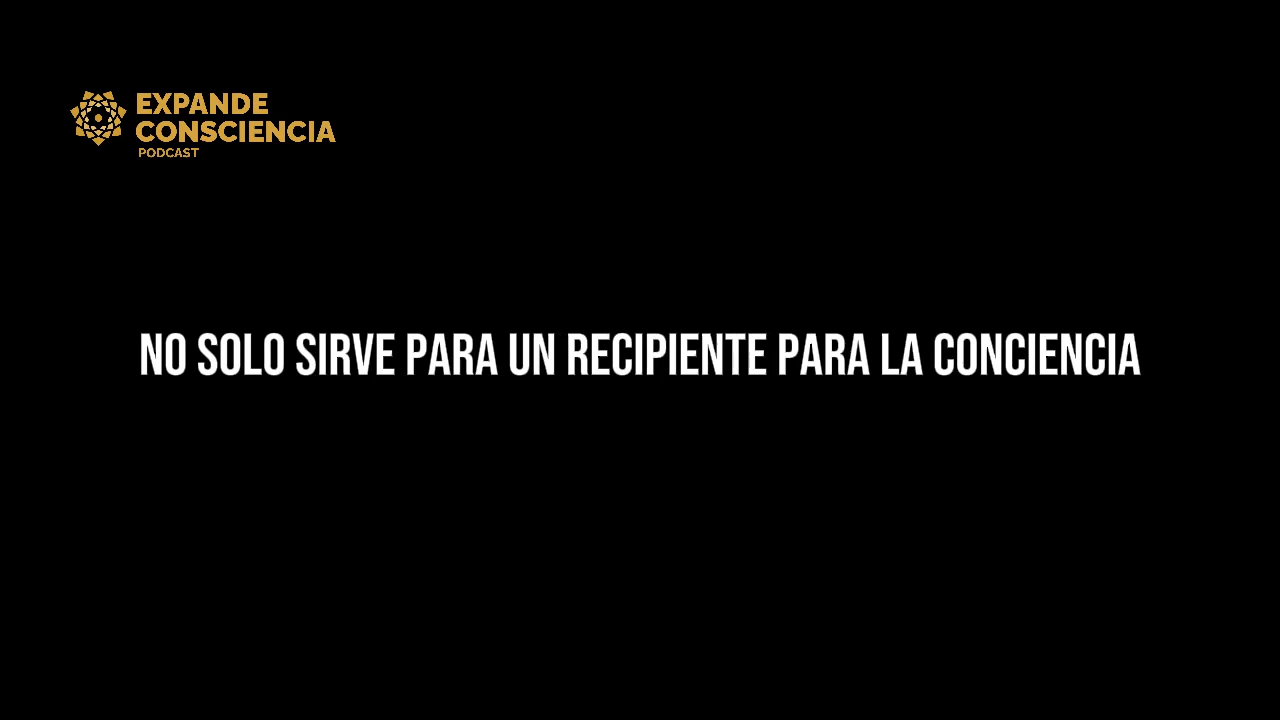 EXPANDE
CONSCIENCIA
PODCAST
NO SOLO SIRVE PARA UN RECIPIENTE PARA LA CONCIENCIA